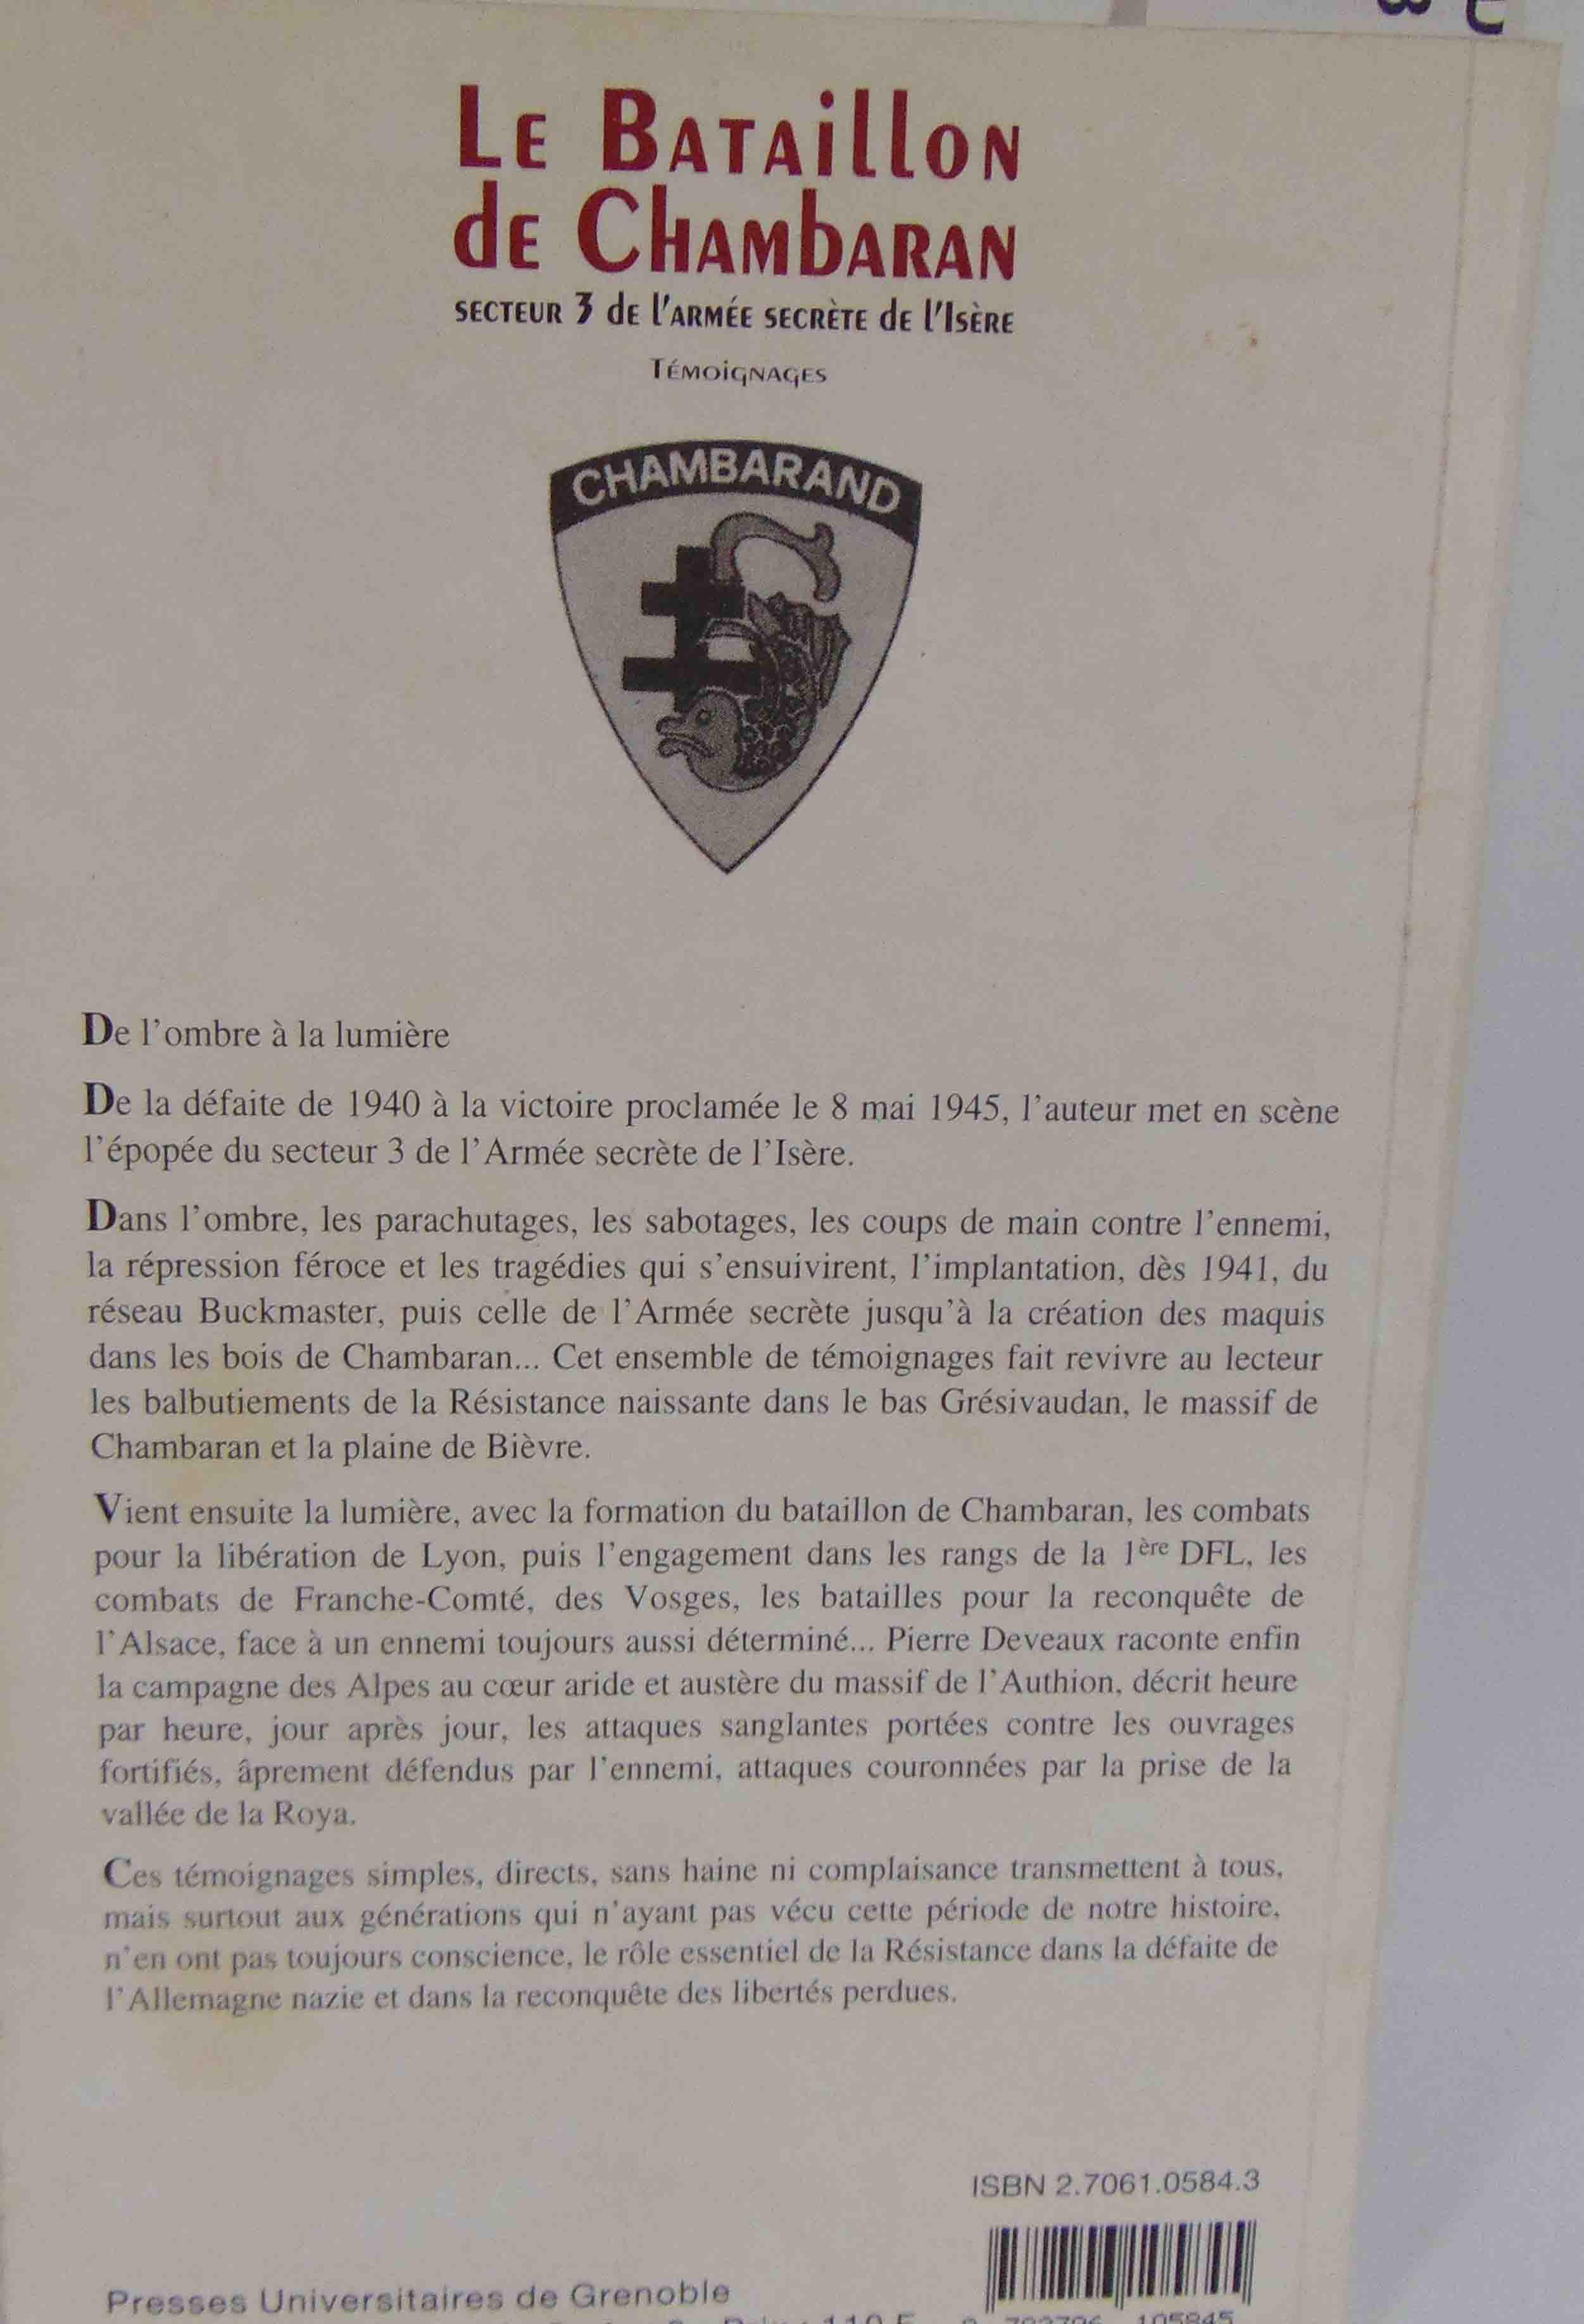 Le Bataillon
de Chambaran
secteur 3 de l'armée secrète de l'Isère
Témoignages
CHAMBARAND
De l'ombre à la lumière
De la défaite de 1940 à la victoire proclamée le 8 mai 1945, l'auteur met en scène
l'épopée du secteur 3 de l'Armée secrète de l'Isère.
Dans l'ombre, les parachutages, les sabotages, les coups de main contre l'ennemi,
la répression féroce et les tragédies qui s'ensuivirent, l'implantation, dès 1941, du
réseau Buckmaster, puis celle de l'Armée secrète jusqu'à la création des maquis
dans les bois de Chambaran... Cet ensemble de témoignages fait revivre au lecteur
les balbutiements de la Résistance naissante dans le bas Grésivaudan, le massif de
Chambaran et la plaine de Bièvre.
Vient ensuite la lumière, avec la formation du bataillon de Chambaran, les combats
pour la libération de Lyon, puis l'engagement dans les rangs de la 1ère DFL, les
combats de Franche-Comté, des Vosges, les batailles pour la reconquête de
l'Alsace, face à un ennemi toujours aussi déterminé... Pierre Deveaux raconte enfin
la campagne des Alpes au cœur aride et austère du massif de l'Authion, décrit heure
par heure, jour après jour, les attaques sanglantes portées contre les ouvrages
fortifiés, âprement défendus par l'ennemi, attaques couronnées par la prise de la
vallée de la Roya.
Ces témoignages simples, directs, sans haine ni complaisance transmettent à tous,
mais surtout aux générations qui n'ayant pas vécu cette période de notre histoire,
n'en ont pas toujours conscience, le rôle essentiel de la Résistance dans la défaite de
l'Allemagne nazie et dans la reconquête des libertés perdues.
ISBN 2.7061.0584.3
Presses Universitaires de Grenoble